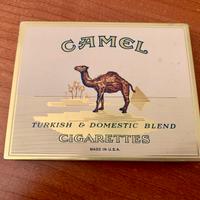 CAMEL
TURKISH & DOMESTIC BLEND
CIGARETTES
MADE IN U.S.A.